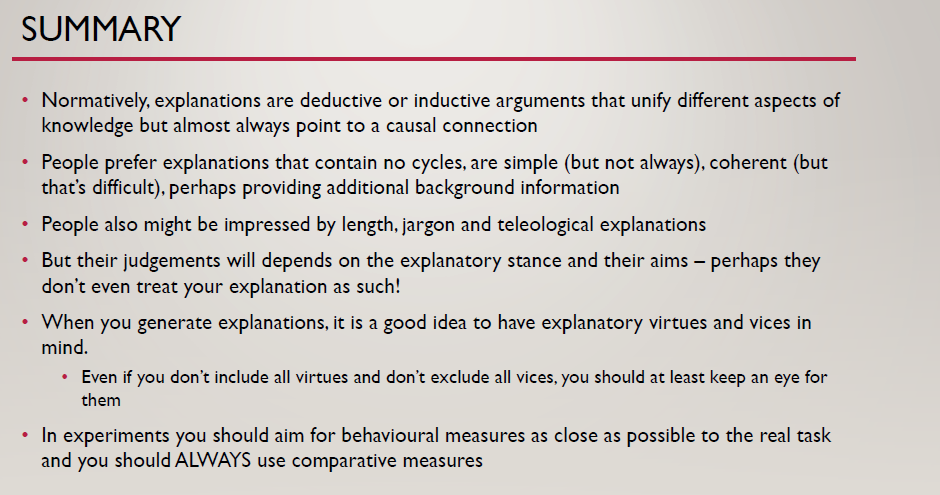 SUMMARY
• Normatively, explanations are deductive or inductive arguments that unify different aspects of
knowledge but almost always point to a causal connection
• People prefer explanations that contain no cycles, are simple (but not always), coherent (but
that's difficult), perhaps providing additional background information
• People also might be impressed by length, jargon and teleological explanations
• But their judgements will depends on the explanatory stance and their aims – perhaps they
don't even treat your explanation as such!
• When you generate explanations, it is a good idea to have explanatory virtues and vices in
mind.
• Even if you don't include all virtues and don't exclude all vices, you should at least keep an eye for
them
• In experiments you should aim for behavioural measures as close as possible to the real task
and you should ALWAYS use comparative measures